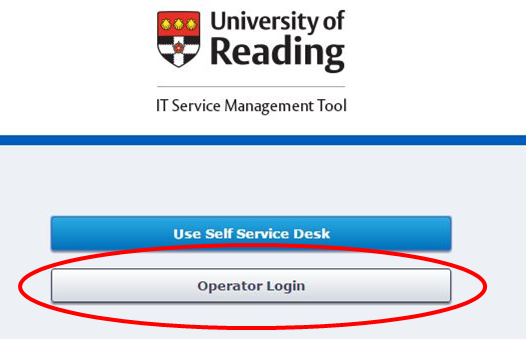 University of
Reading
IT Service Management Tool
Use Self Service Desk
Operator Login